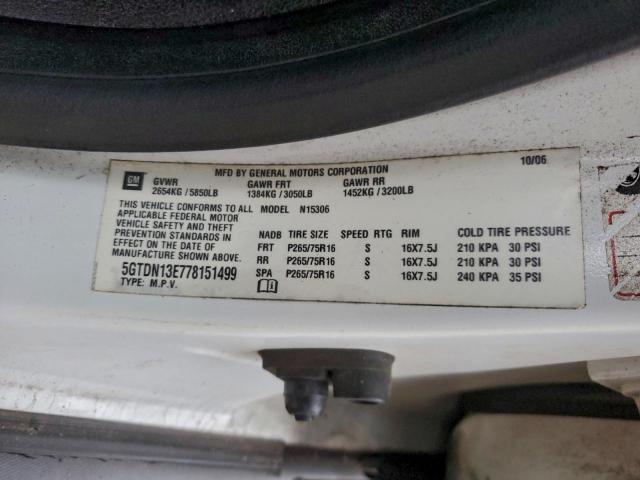 MFD BY GENERAL MOTORS CORPORATION 10/06
GM GVWR GAWR FRT GAWR RR
2654KG / 5850LB 1384KG / 3050LB 1452KG / 3200LB
THIS VEHICLE CONFORMS TO ALL MODEL N15306
APPLICABLE FEDERAL MOTOR
VEHICLE SAFETY AND THEFT
PREVENTION STANDARDS IN
EFFECT ON THE DATE OF
MANUFACTURE SHOWN ABOVE.
5GTDN13E778151499
TYPE: M.P.V.
NADB TIRE SIZE SPEED RTG RIM COLD TIRE PRESSURE
FRT P265/75R16 S 16X7.5J 210 KPA 30 PSI
RR P265/75R16 S 16X7.5J 210 KPA 30 PSI
SPA P265/75R16 S 16X7.5J 240 KPA 35 PSI